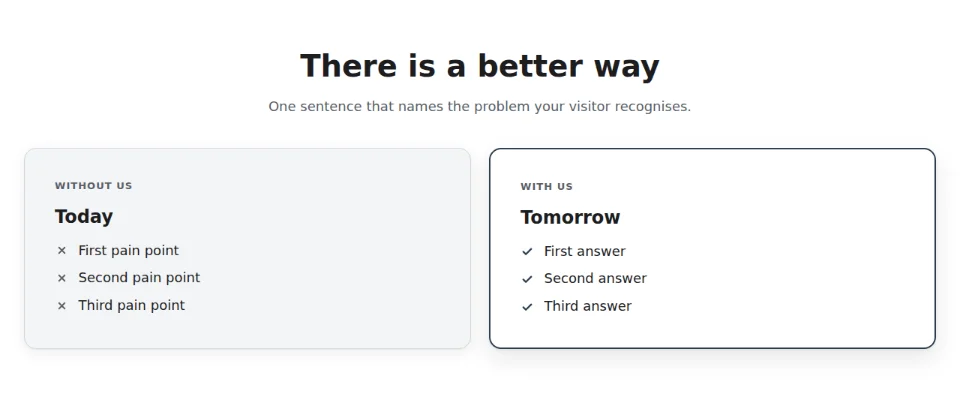 There is a better way
One sentence that names the problem your visitor recognises.
WITHOUT US
Today
First pain point
Second pain point
Third pain point
WITH US
Tomorrow
First answer
Second answer
Third answer